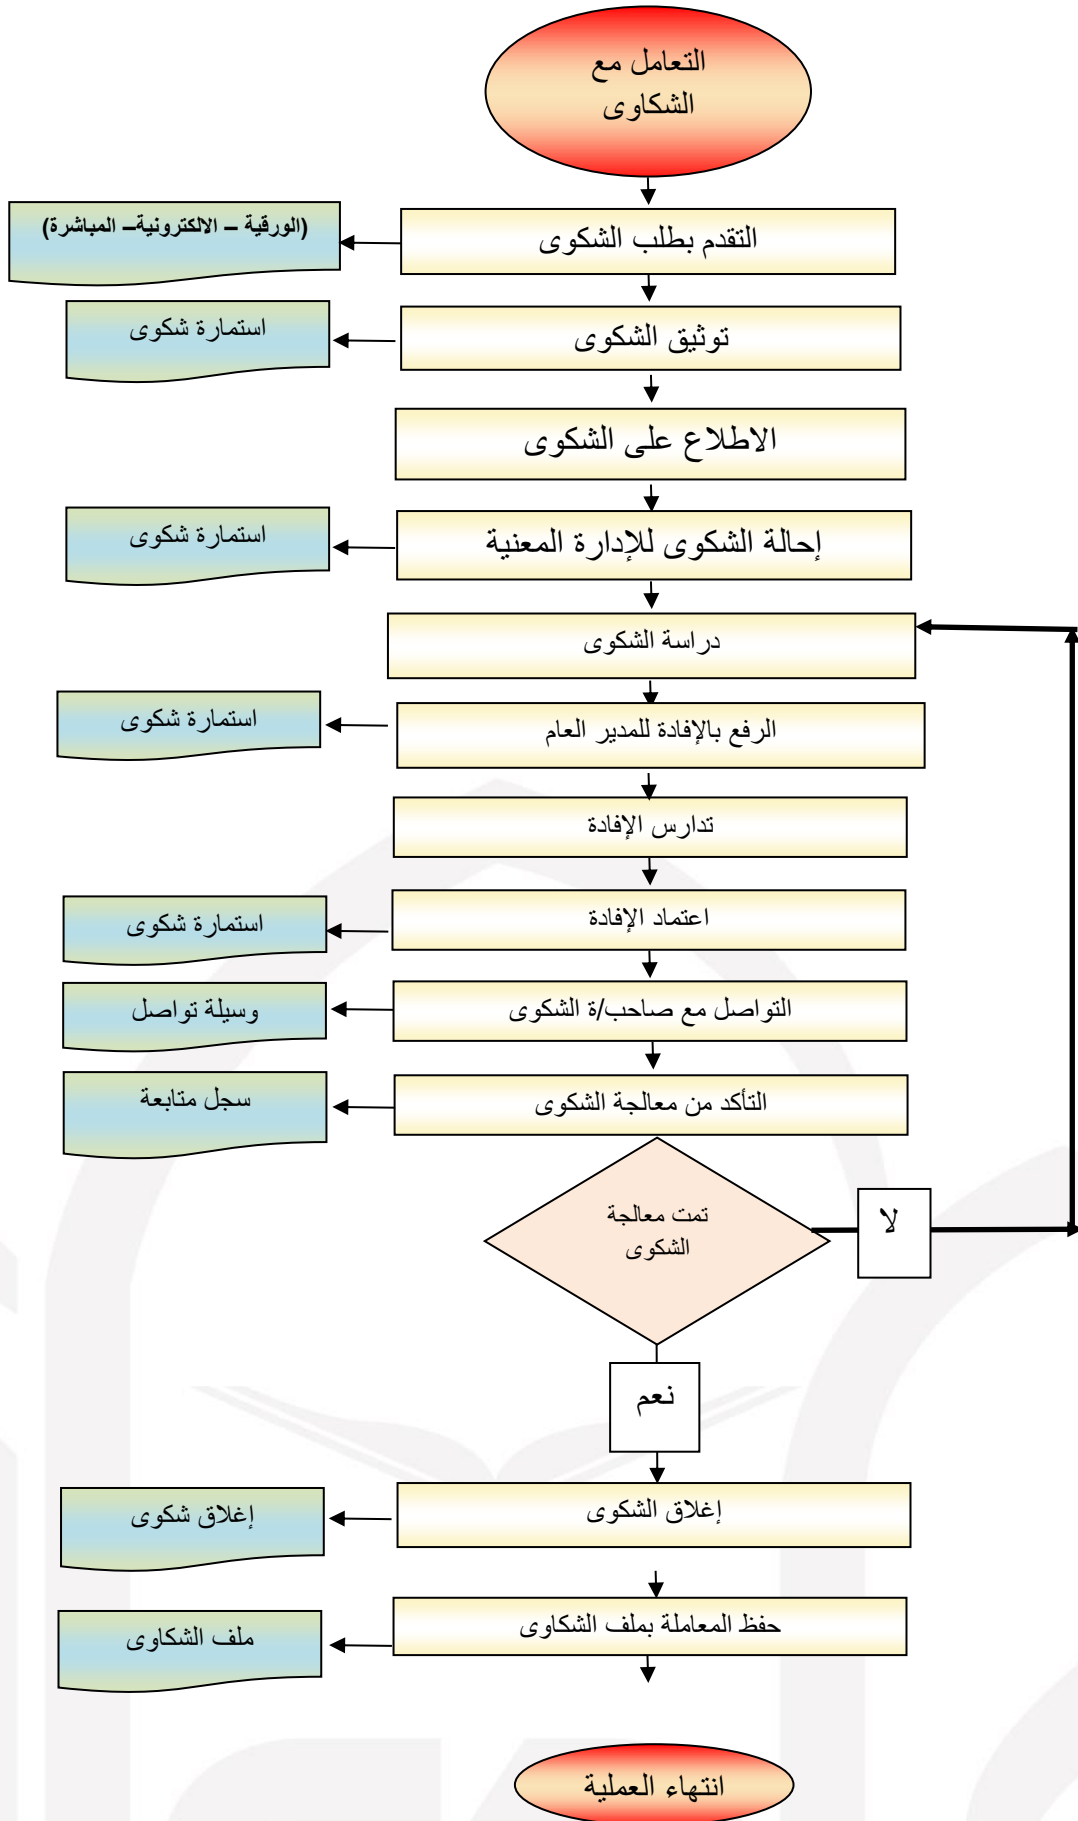 التعامل مع
الشكاوى
التقدم بطلب الشكوى
(الورقية – الالكترونية– المباشرة)
توثيق الشكوى
استمارة شكوى
الاطلاع على الشكوى
إحالة الشكوى للإدارة المعنية
استمارة شكوى
دراسة الشكوى
الرفع بالإفادة للمدير العام
استمارة شكوى
تدارس الإفادة
اعتماد الإفادة
استمارة شكوى
التواصل مع صاحب/ة الشكوى
وسيلة تواصل
التأكد من معالجة الشكوى
سجل متابعة
تمت معالجة
الشكوى
لا
نعم
إغلاق الشكوى
إغلاق شكوى
حفظ المعاملة بملف الشكاوى
ملف الشكاوى
انتهاء العملية